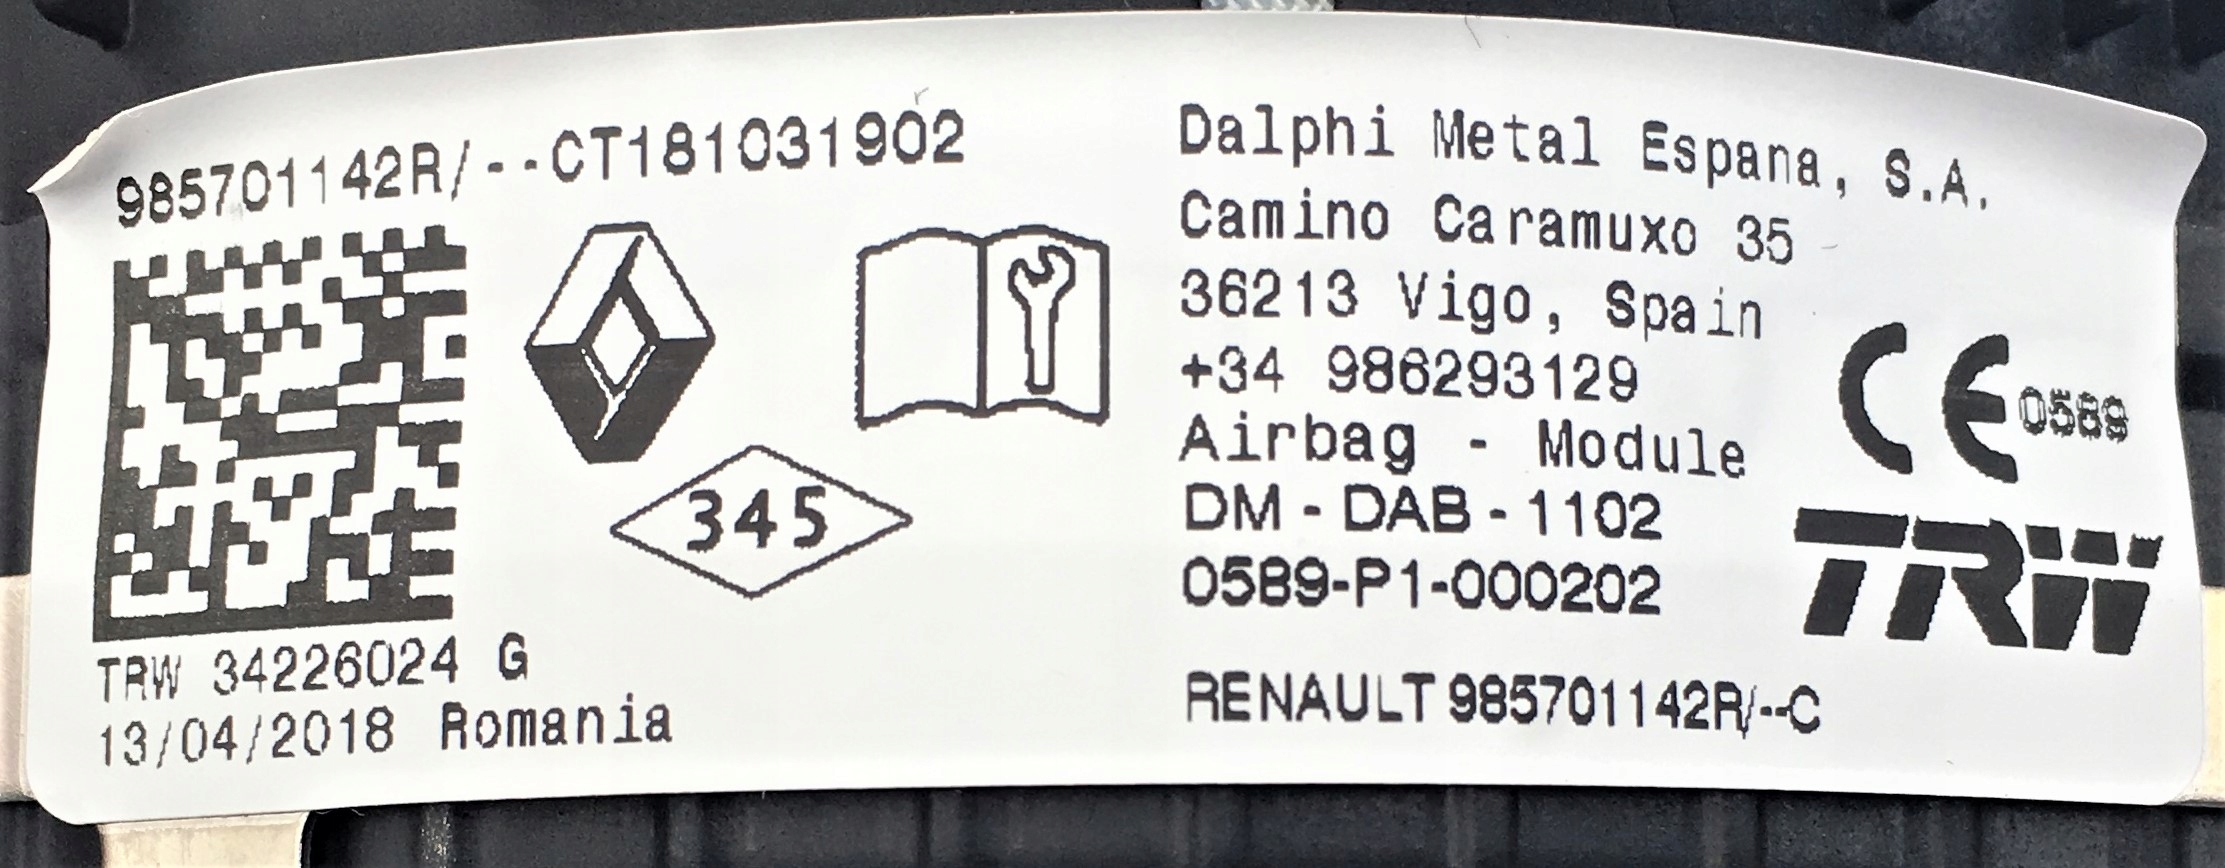 985701142R/--CT181031902
345
TRW 34226024 G
13/04/2018 Romania
Dalphi Metal Espana, S.A.
Camino Caramuxo 35
36213 Vigo, Spain
+34 986293129
Airbag - Module
DM-DAB-1102
0589-P1-000202
RENAULT 985701142R/--C
CE 0589
TRW